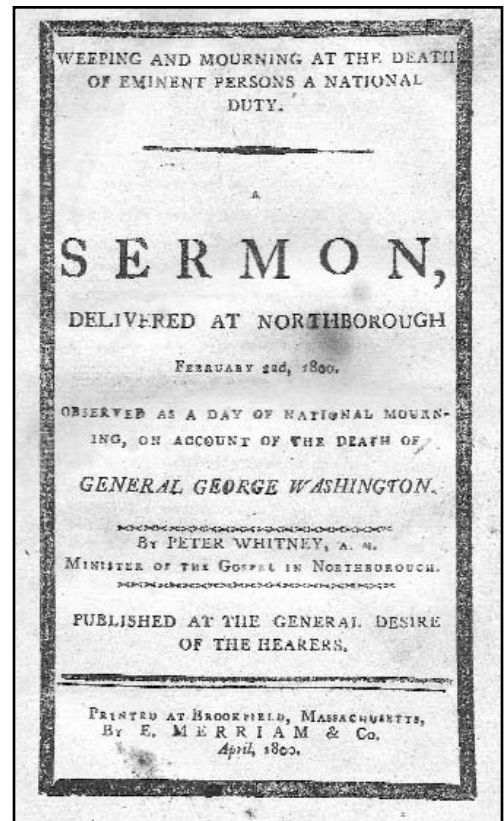 WEEPING AND MOURNING AT THE DEATH
OF EMINENT PERSONS A NATIONAL
DUTY.
A
SERMON,
DELIVERED AT NORTHBOROUGH
FEBRUARY 22d, 1800.
OBSERVED AS A DAY OF NATIONAL MOURN-
ING, ON ACCOUNT OF THE DEATH OF
GENERAL GEORGE WASHINGTON.
BY PETER WHITNEY, A. M.
MINISTER OF THE GOSPEL IN NORTHBOROUGH.
PUBLISHED AT THE GENERAL DESIRE
OF THE HEARERS.
PRINTED AT BROOKFIELD, MASSACHUSETTS,
BY E. MERRIAM & Co.
April, 1800.